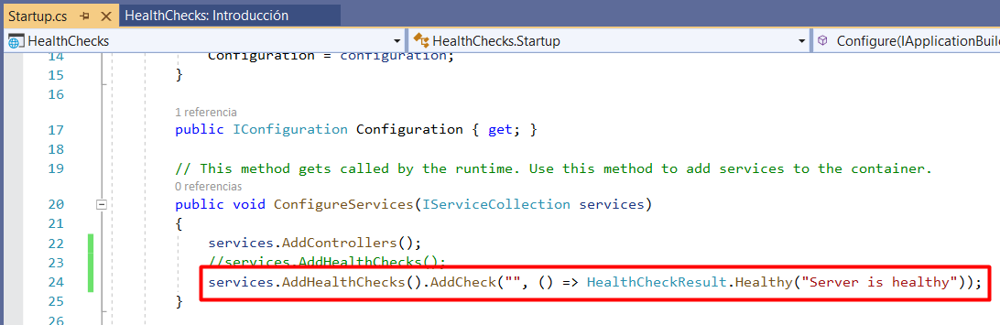 Startup.cs HealthChecks: Introducción
HealthChecks HealthChecks.Startup Configure(IApplicationBuil
14 Configuration = configuration;
15 }
16
1 referencia
17 public IConfiguration Configuration { get; }
18
19 // This method gets called by the runtime. Use this method to add services to the container.
0 referencias
20 public void ConfigureServices(IServiceCollection services)
21 {
22 services.AddControllers();
23 //services.AddHealthChecks();
24 services.AddHealthChecks().AddCheck("", () => HealthCheckResult.Healthy("Server is healthy"));
25 }
26